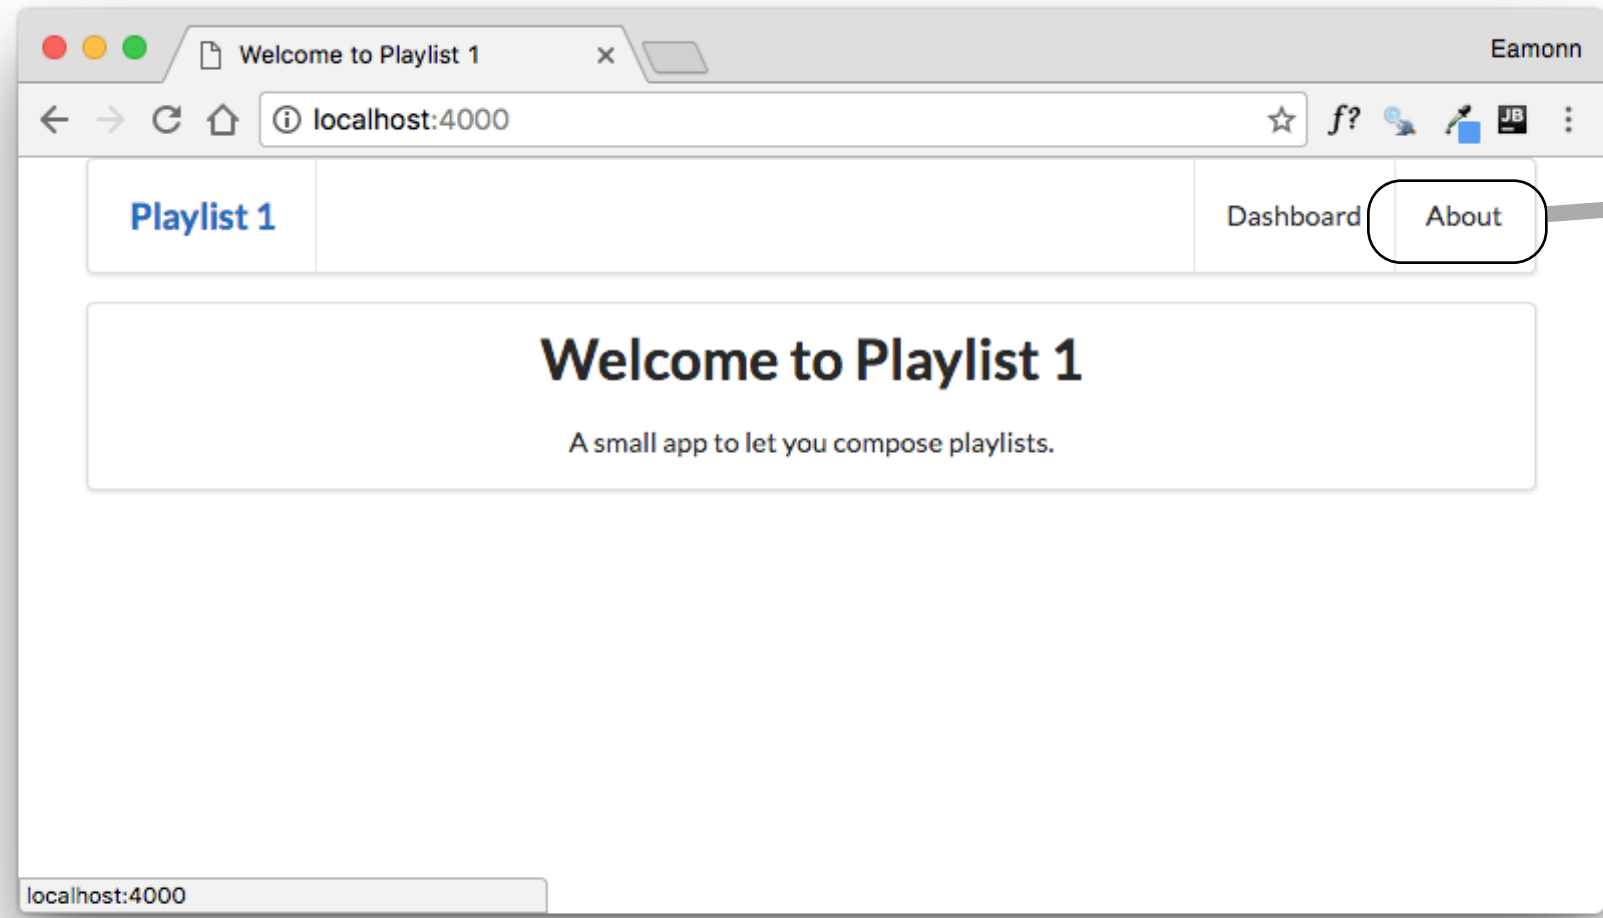 Welcome to Playlist 1
Eamonn
localhost:4000
f?
JB
Playlist 1
Dashboard
About
Welcome to Playlist 1
A small app to let you compose playlists.
localhost:4000